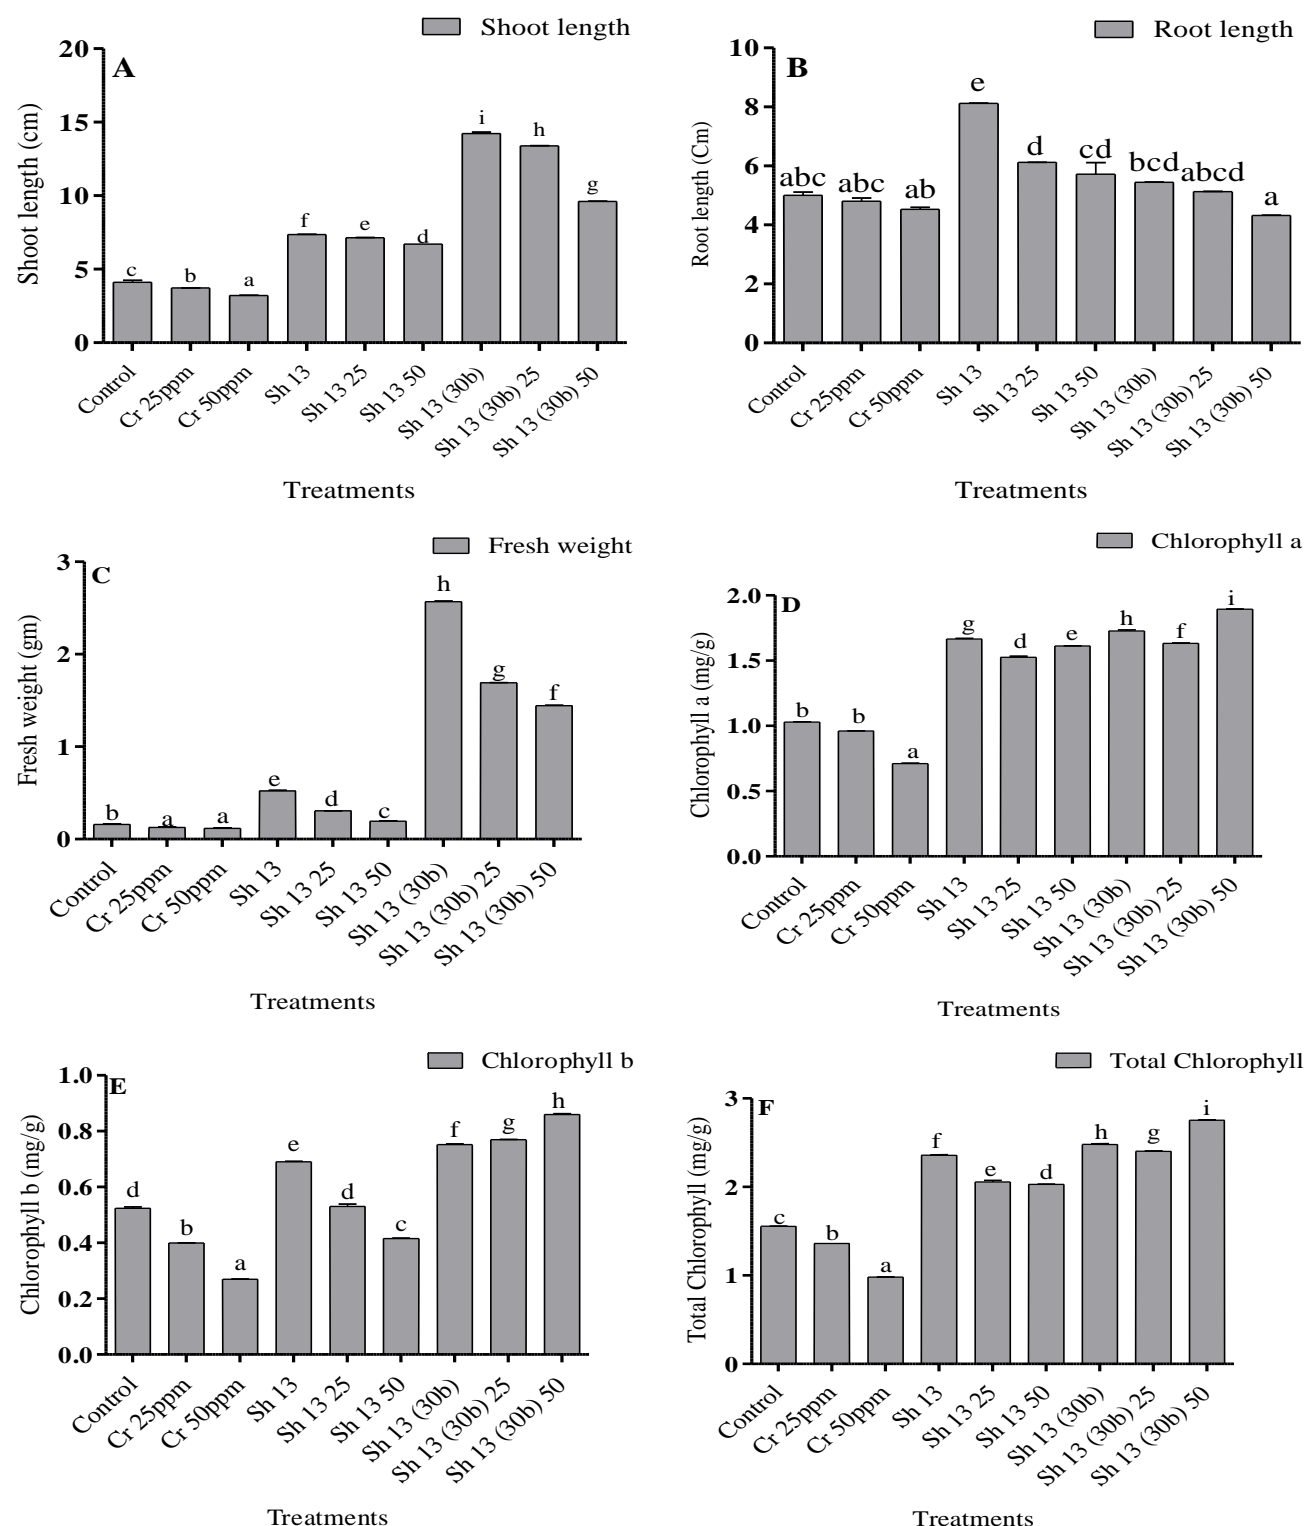 Shoot length
A
20
15
10
5
0
Shoot length (cm)
c
b
a
f
e
d
i
h
g
Control
Cr 25ppm
Cr 50ppm
Sh 13
Sh 13 25
Sh 13 50
Sh 13 (30b)
Sh 13 (30b) 25
Sh 13 (30b) 50
Treatments
Root length
B
10
8
6
4
2
0
Root length (Cm)
abc
abc
ab
e
d
cd
bcd
abcd
a
Control
Cr 25ppm
Cr 50ppm
Sh 13
Sh 13 25
Sh 13 50
Sh 13 (30b)
Sh 13 (30b) 25
Sh 13 (30b) 50
Treatments
Fresh weight
C
3
2
1
0
Fresh weight (gm)
b
a
a
e
d
c
h
g
f
Control
Cr 25ppm
Cr 50ppm
Sh 13
Sh 13 25
Sh 13 50
Sh 13 (30b)
Sh 13 (30b) 25
Sh 13 (30b) 50
Treatments
Chlorophyll a
D
2.0
1.5
1.0
0.5
0.0
Chlorophyll a (mg/g)
b
b
a
g
d
e
h
f
i
Control
Cr 25ppm
Cr 50ppm
Sh 13
Sh 13 25
Sh 13 50
Sh 13 (30b)
Sh 13 (30b) 25
Sh 13 (30b) 50
Treatments
Chlorophyll b
E
1.0
0.8
0.6
0.4
0.2
0.0
Chlorophyll b (mg/g)
d
b
a
e
d
c
f
g
h
Control
Cr 25ppm
Cr 50ppm
Sh 13
Sh 13 25
Sh 13 50
Sh 13 (30b)
Sh 13 (30b) 25
Sh 13 (30b) 50
Treatments
Total Chlorophyll
F
3
2
1
0
Total Chlorophyll (mg/g)
c
b
a
f
e
d
h
g
i
Control
Cr 25ppm
Cr 50ppm
Sh 13
Sh 13 25
Sh 13 50
Sh 13 (30b)
Sh 13 (30b) 25
Sh 13 (30b) 50
Treatments